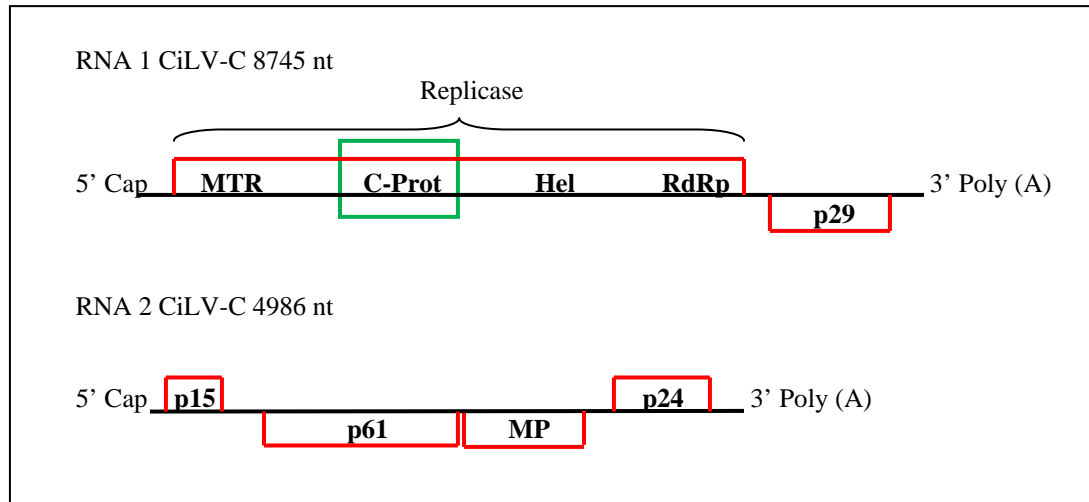 RNA 1 CiLV-C 8745 nt
Replicase
5’ Cap MTR C-Prot Hel RdRp 3’ Poly (A)
p29
RNA 2 CiLV-C 4986 nt
5’ Cap p15 p24 3’ Poly (A)
p61 MP